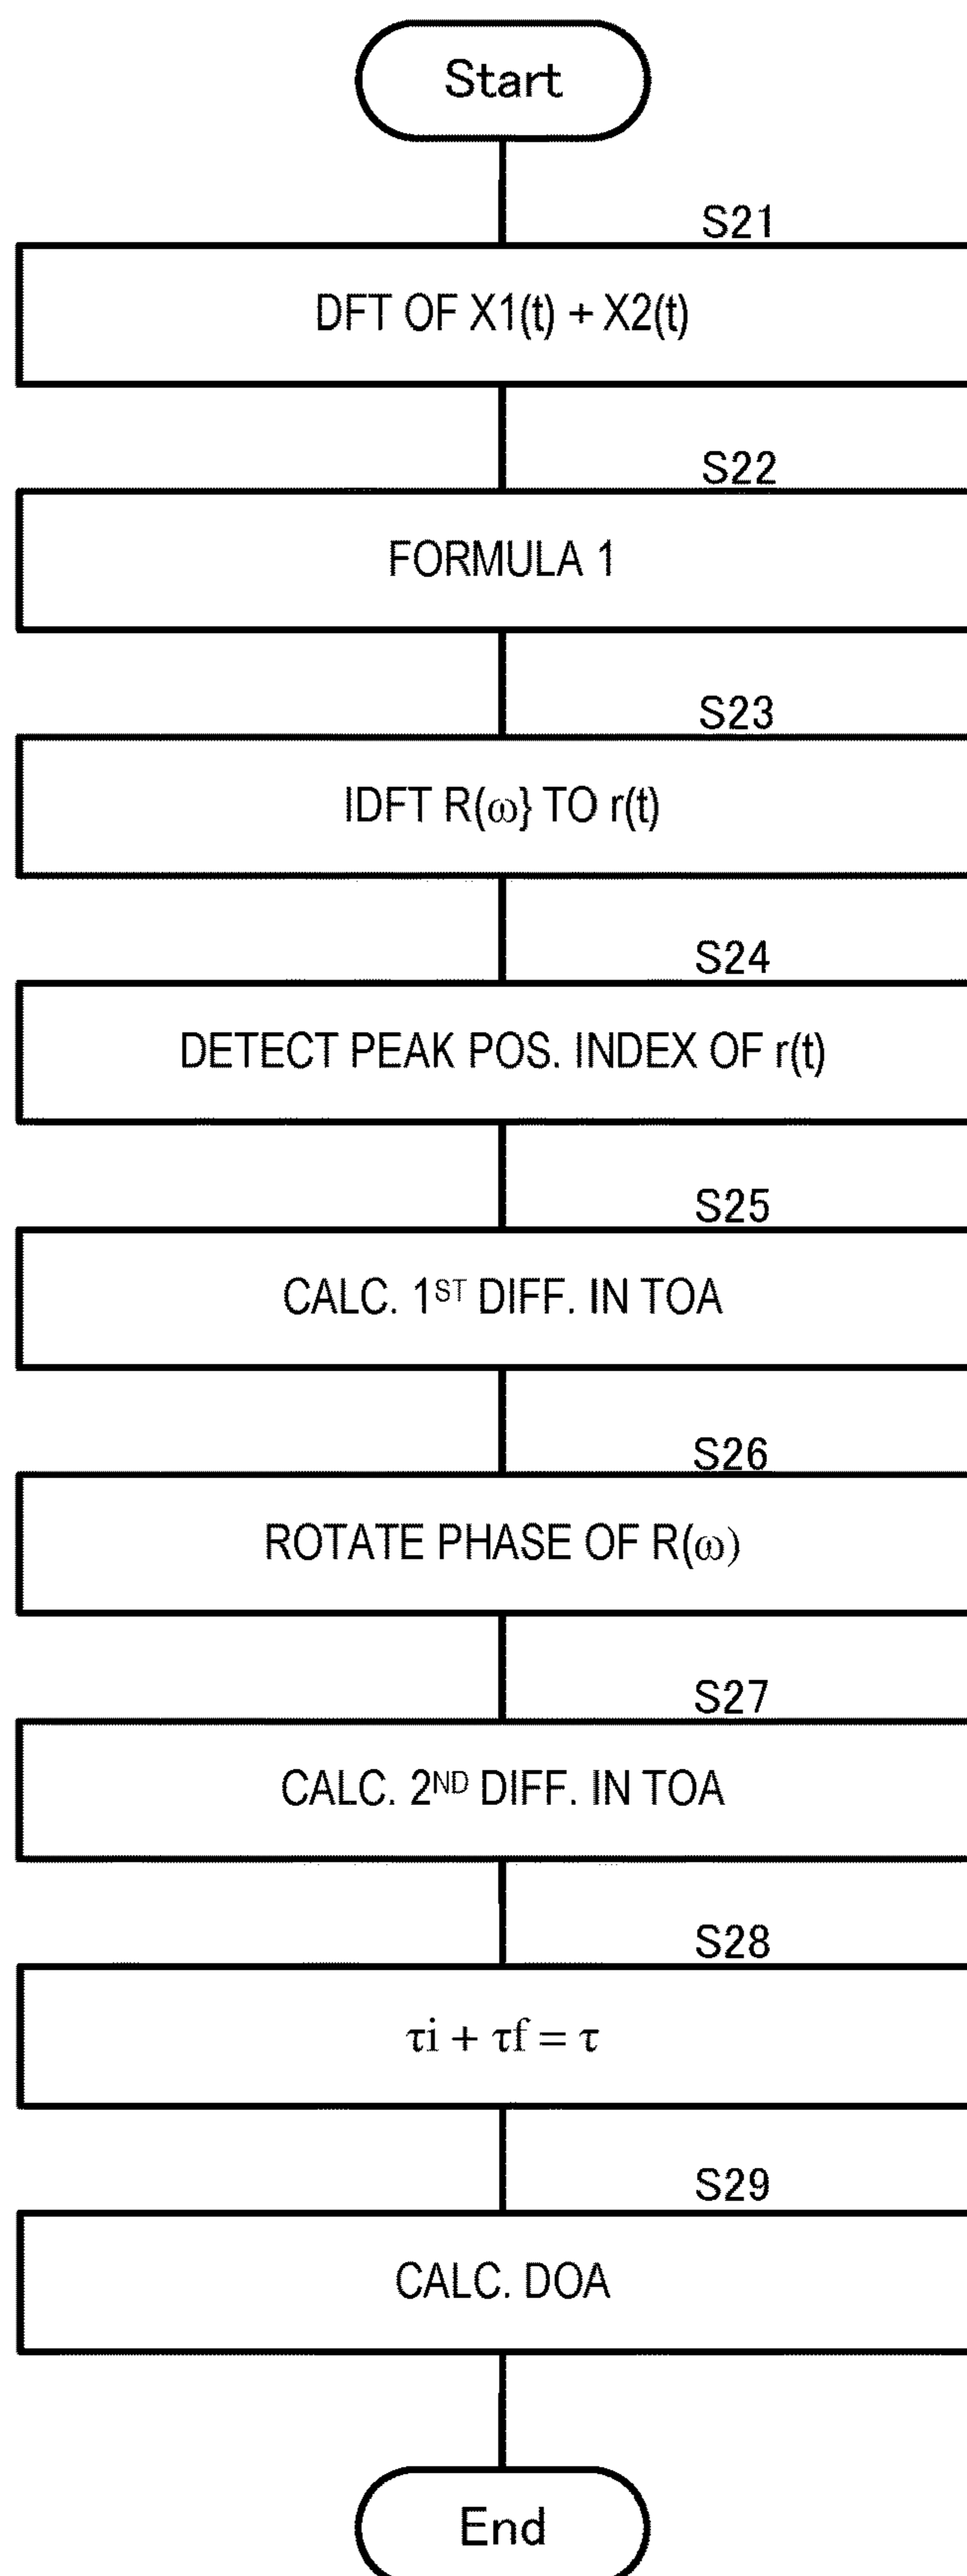 Start
S21
DFT OF X1(t) + X2(t)
S22
FORMULA 1
S23
IDFT R(ω} TO r(t)
S24
DETECT PEAK POS. INDEX OF r(t)
S25
CALC. 1ST DIFF. IN TOA
S26
ROTATE PHASE OF R(ω)
S27
CALC. 2ND DIFF. IN TOA
S28
τi + τf = τ
S29
CALC. DOA
End